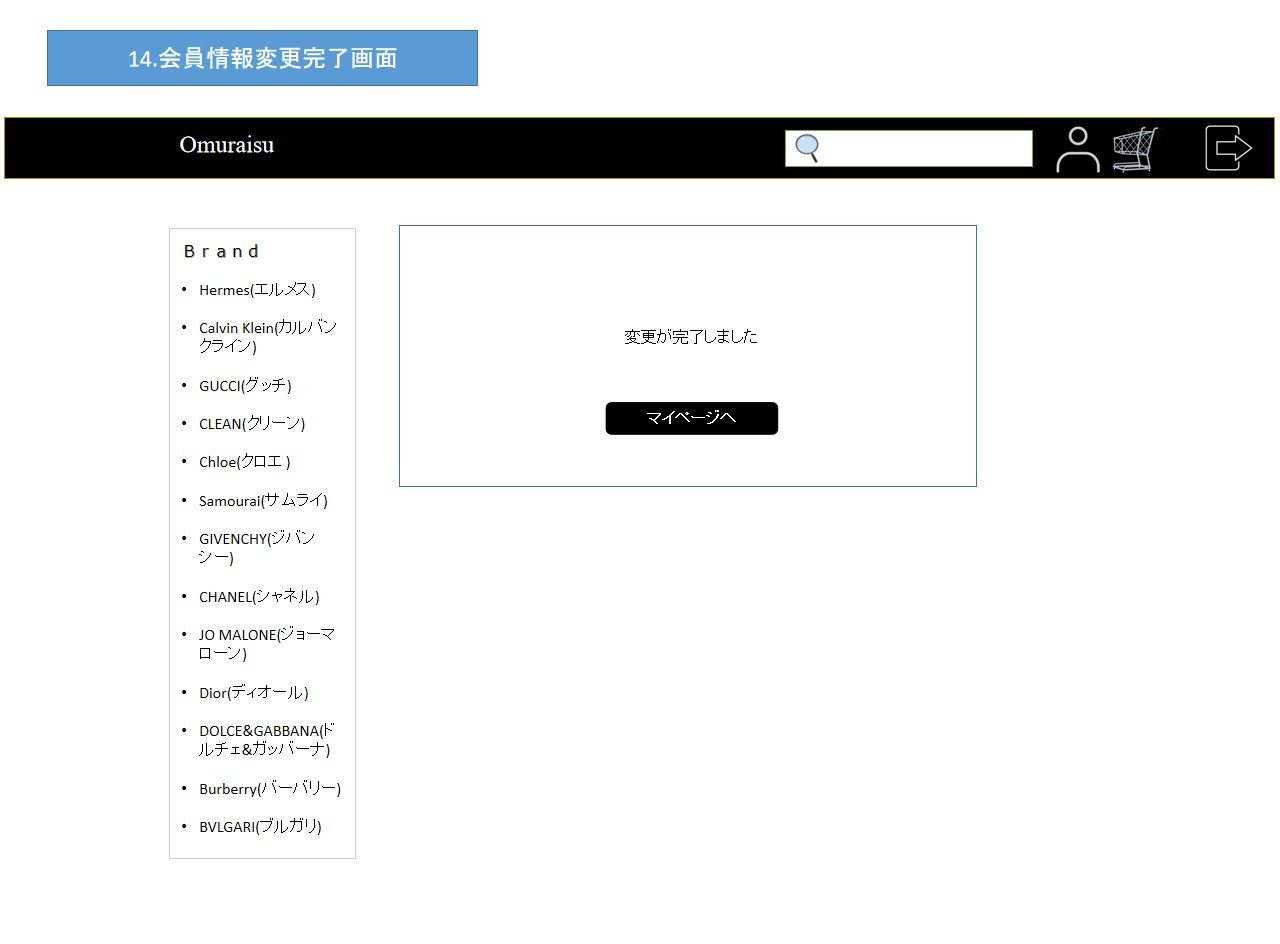 14.会員情報変更完了画面
Omuraisu
Brand
• Hermes(エルメス)
• Calvin Klein(カルバン
クライン)
• GUCCI(グッチ)
• CLEAN(クリーン)
• Chloe(クロエ )
• Samourai(サムライ)
• GIVENCHY(ジバン
シー)
• CHANEL(シャネル)
• JO MALONE(ジョーマ
ローン)
• Dior(ディオール)
• DOLCE&GABBANA(ド
ルチェ&ガッバーナ)
• Burberry(バーバリー)
• BVLGARI(ブルガリ)
変更が完了しました
マイページへ